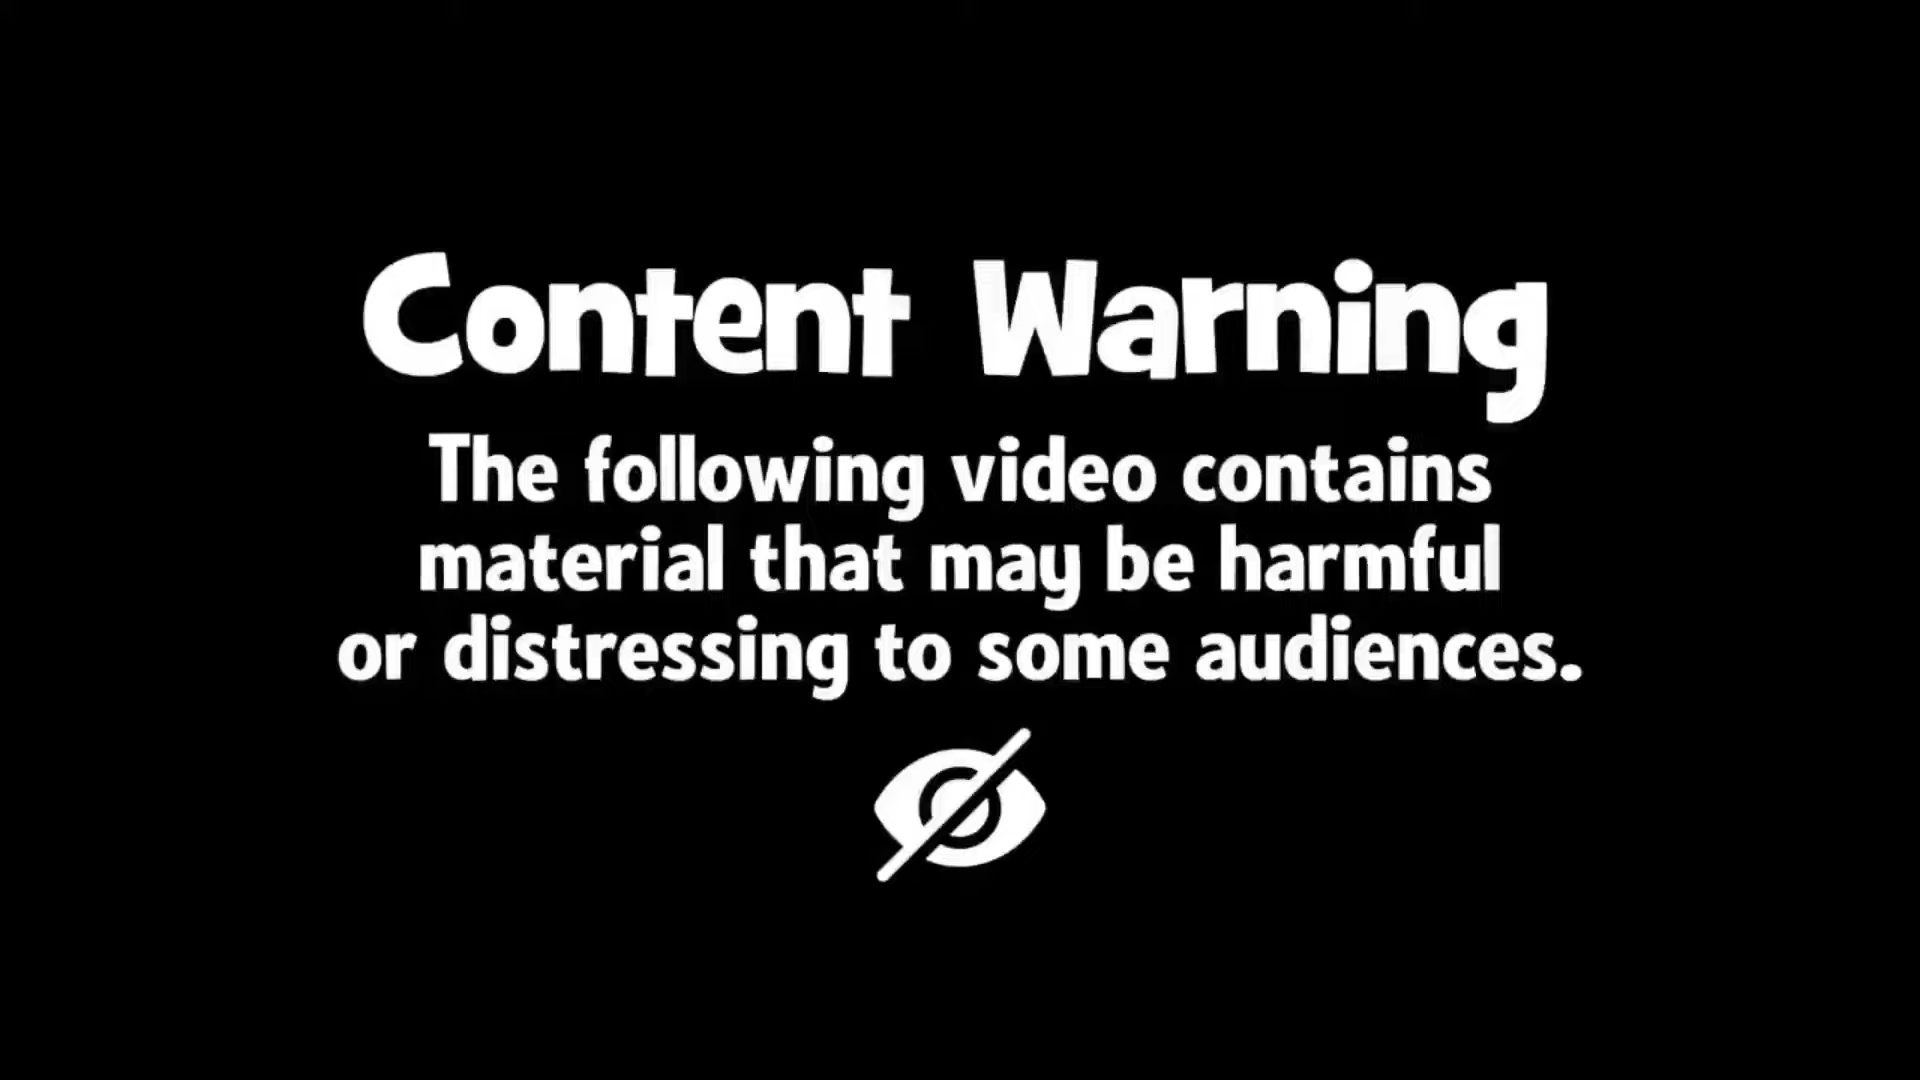 Content Warning
The following video contains
material that may be harmful
or distressing to some audiences.